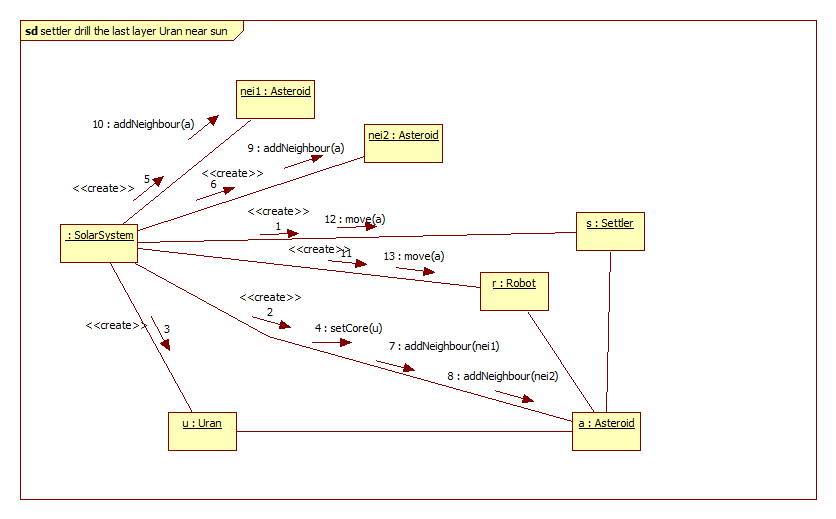 sd settler drill the last layer Uran near sun
nei1 : Asteroid
10 : addNeighbour(a)
nei2 : Asteroid
9 : addNeighbour(a)
<<create>>
5
<<create>>
6
<<create>>
1
12 : move(a)
s : Settler
: SolarSystem
<<create>>
11
13 : move(a)
r : Robot
<<create>>
2
<<create>>
3
4 : setCore(u)
7 : addNeighbour(nei1)
8 : addNeighbour(nei2)
u : Uran
a : Asteroid